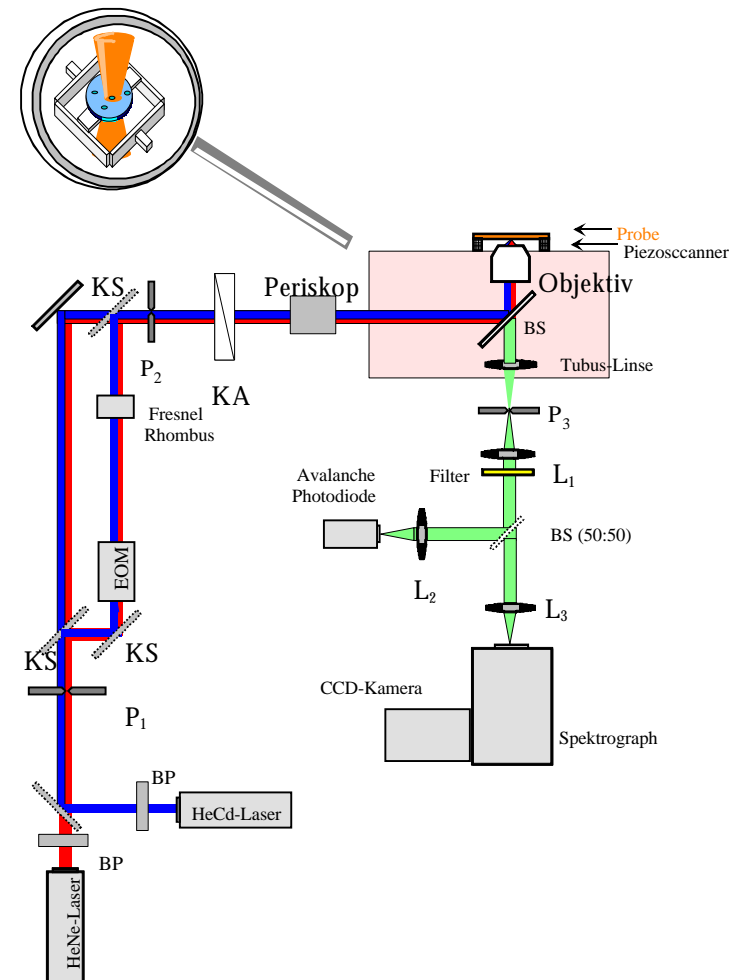 Probe
Piezosccanner
KS
Periskop
Objektiv
BS
P2
Tubus-Linse
KA
Fresnel
Rhombus
P3
Avalanche
Photodiode
Filter
L1
BS (50:50)
EOM
L2
L3
KS
KS
CCD-Kamera
P1
Spektrograph
BP
HeCd-Laser
BP
HeNe-Laser